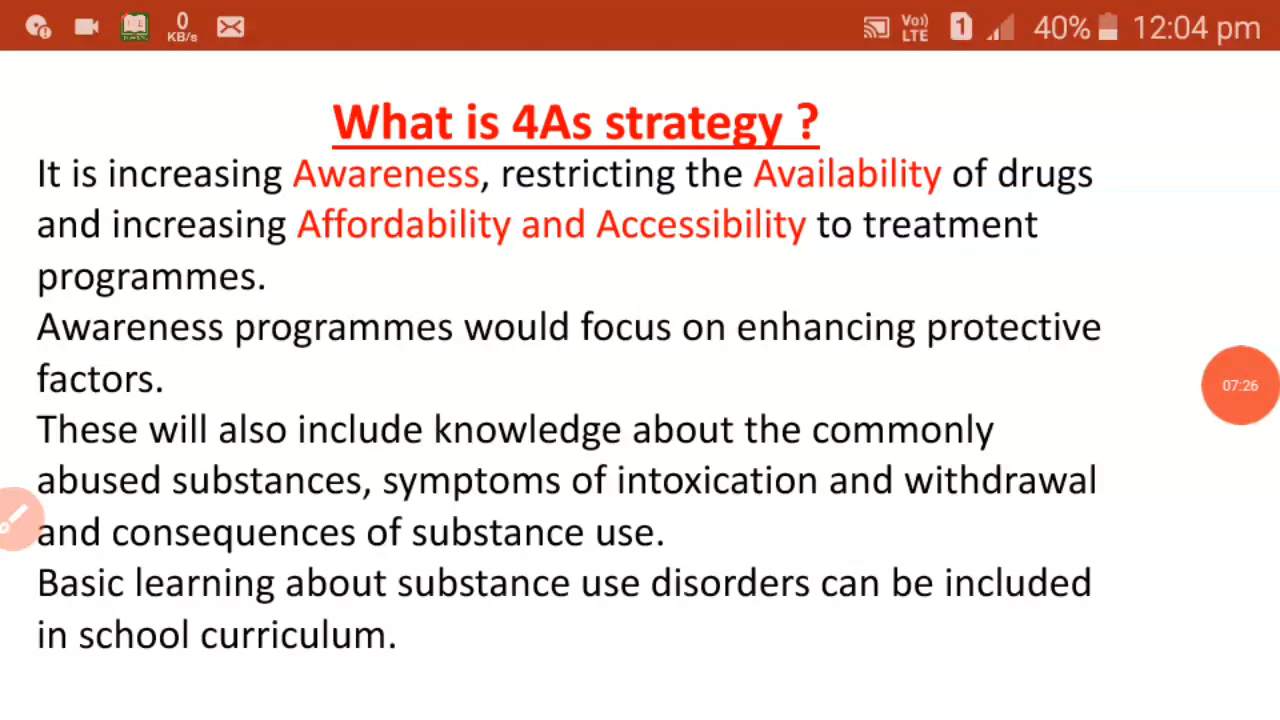 0
KB/s
Vo))
LTE
1
40%
12:04 pm
What is 4As strategy ?
It is increasing Awareness, restricting the Availability of drugs
and increasing Affordability and Accessibility to treatment
programmes.
Awareness programmes would focus on enhancing protective
factors.
07:26
These will also include knowledge about the commonly
abused substances, symptoms of intoxication and withdrawal
and consequences of substance use.
Basic learning about substance use disorders can be included
in school curriculum.